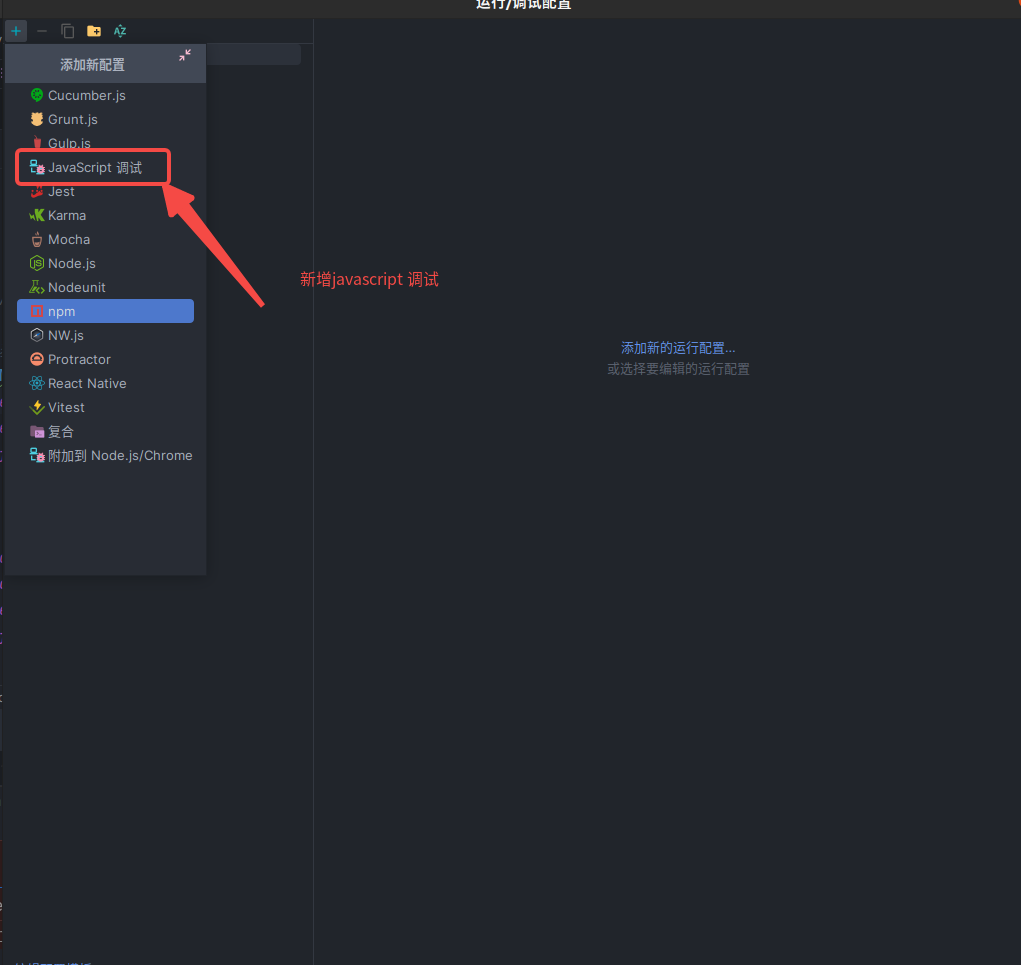 运行/调试配置
添加新配置
Cucumber.js
Grunt.js
Gulp.js
JavaScript 调试
Jest
Karma
Mocha
Node.js
Nodeunit
npm
NW.js
Protractor
React Native
Vitest
复合
附加到 Node.js/Chrome
新增javascript 调试
添加新的运行配置...
或选择要编辑的运行配置